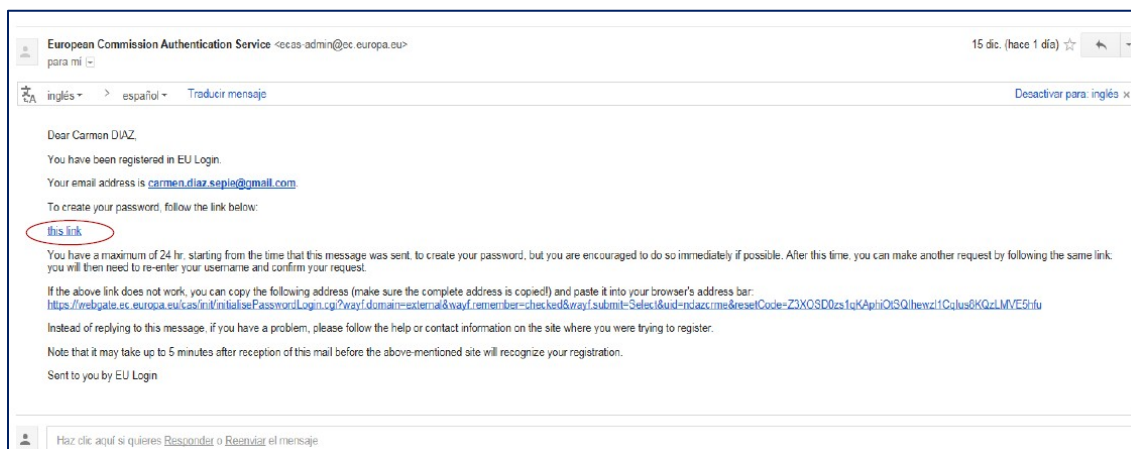 European Commission Authentication Service <ecas-admin@ec.europa.eu>
15 dic. (hace 1 día)
para mí
inglés > español Traducir mensaje
Desactivar para: inglés x
Dear Carmen DIAZ,
You have been registered in EU Login.
Your email address is carmen.diaz.sepie@gmail.com.
To create your password, follow the link below:
this link
You have a maximum of 24 hr, starting from the time that this message was sent, to create your password, but you are encouraged to do so immediately if possible. After this time, you can make another request by following the same link:
you will then need to re-enter your username and confirm your request.
If the above link does not work, you can copy the following address (make sure the complete address is copied!) and paste it into your browser's address bar:
https://webgate.ec.europa.eu/cas/init/initialisePasswordLogin.cgi?wayf.domain=external&wayf.remember=checked&wayf.submit=Select&uid=ndazcrme&resetCode=Z3XOSD0zs1qKAphiOtSQIhewzI1CqIus6KQzLMVE5hfu
Instead of replying to this message, if you have a problem, please follow the help or contact information on the site where you were trying to register.
Note that it may take up to 5 minutes after reception of this mail before the above-mentioned site will recognize your registration.
Sent to you by EU Login
Haz clic aquí si quieres Responder o Reenviar el mensaje